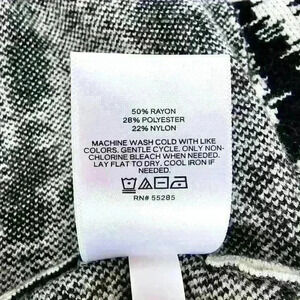 50% RAYON
28% POLYESTER
22% NYLON
MACHINE WASH COLD WITH LIKE
COLORS. GENTLE CYCLE. ONLY NON-
CHLORINE BLEACH WHEN NEEDED.
LAY FLAT TO DRY. COOL IRON IF
NEEDED.
RN# 55285